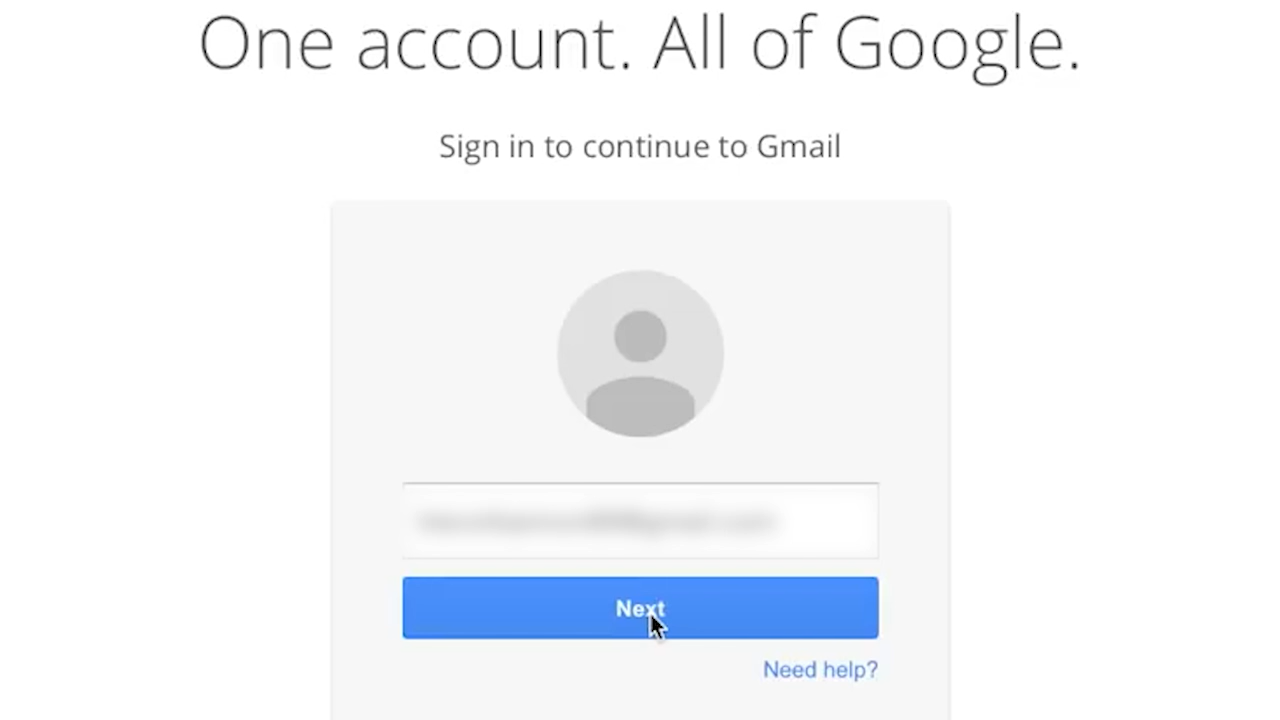 One account. All of Google.
Sign in to continue to Gmail
Next
Need help?